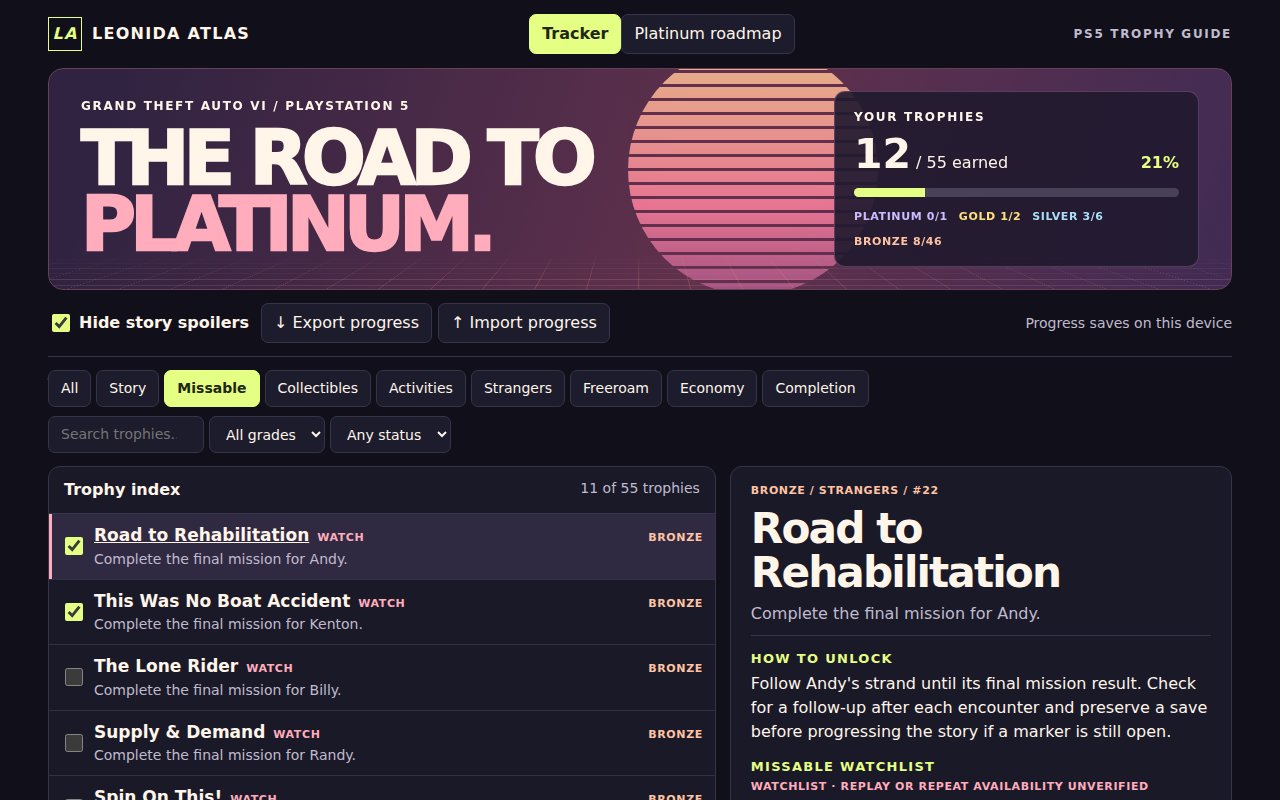 LA LEONIDA ATLAS
Tracker
Platinum roadmap
PS5 TROPHY GUIDE
GRAND THEFT AUTO VI / PLAYSTATION 5
THE ROAD TO
PLATINUM.
YOUR TROPHIES
12 / 55 earned
21%
PLATINUM 0/1 GOLD 1/2 SILVER 3/6
BRONZE 8/46
Hide story spoilers
↓ Export progress
↑ Import progress
Progress saves on this device
All
Story
Missable
Collectibles
Activities
Strangers
Freeroam
Economy
Completion
Search trophies.
All grades
Any status
Trophy index
11 of 55 trophies
Road to Rehabilitation WATCH
BRONZE
Complete the final mission for Andy.
This Was No Boat Accident WATCH
BRONZE
Complete the final mission for Kenton.
The Lone Rider WATCH
BRONZE
Complete the final mission for Billy.
Supply & Demand WATCH
BRONZE
Complete the final mission for Randy.
Spin On This! WATCH
BRONZE
BRONZE / STRANGERS / #22
Road to
Rehabilitation
Complete the final mission for Andy.
HOW TO UNLOCK
Follow Andy's strand until its final mission result. Check
for a follow-up after each encounter and preserve a save
before progressing the story if a marker is still open.
MISSABLE WATCHLIST
WATCHLIST · REPLAY OR REPEAT AVAILABILITY UNVERIFIED